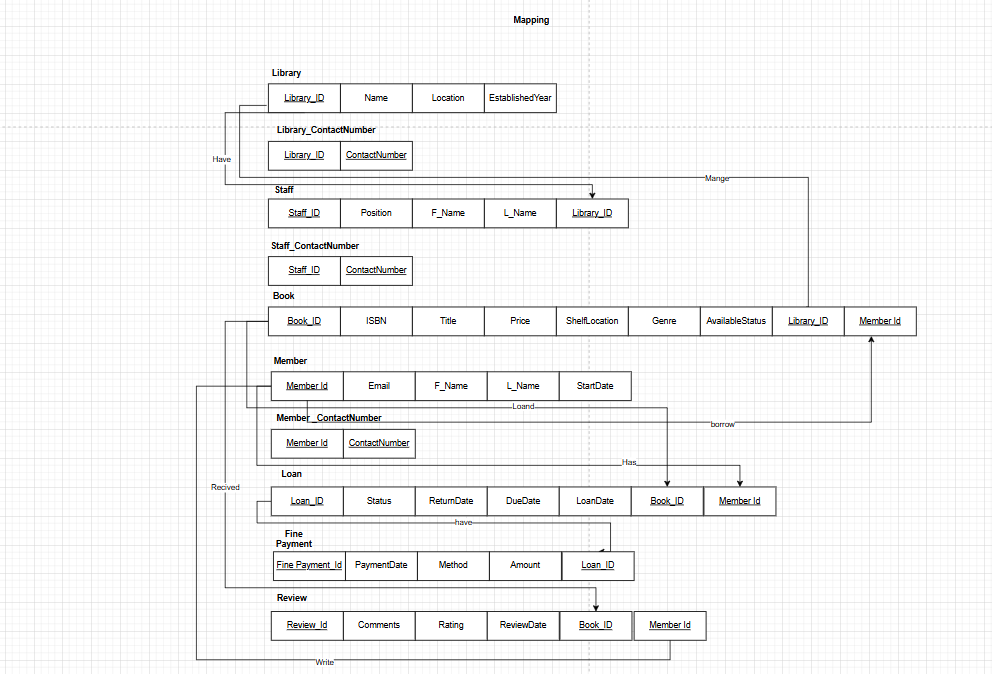 Mapping
Library
Library_ID Name Location EstablishedYear
Library_ContactNumber
Library_ID ContactNumber
Have
Mange
Staff
Staff_ID Position F_Name L_Name Library_ID
Staff_ContactNumber
Staff_ID ContactNumber
Book
Book_ID ISBN Title Price ShelfLocation Genre AvailableStatus Library_ID Member Id
Member
Member Id Email F_Name L_Name StartDate
Loand
Member_ContactNumber
borrow
Member Id ContactNumber
Has
Loan
Recived
Loan_ID Status ReturnDate DueDate LoanDate Book_ID Member Id
have
Fine
Payment
Fine Payment_Id PaymentDate Method Amount Loan_ID
Review
Review_Id Comments Rating ReviewDate Book_ID Member Id
Write